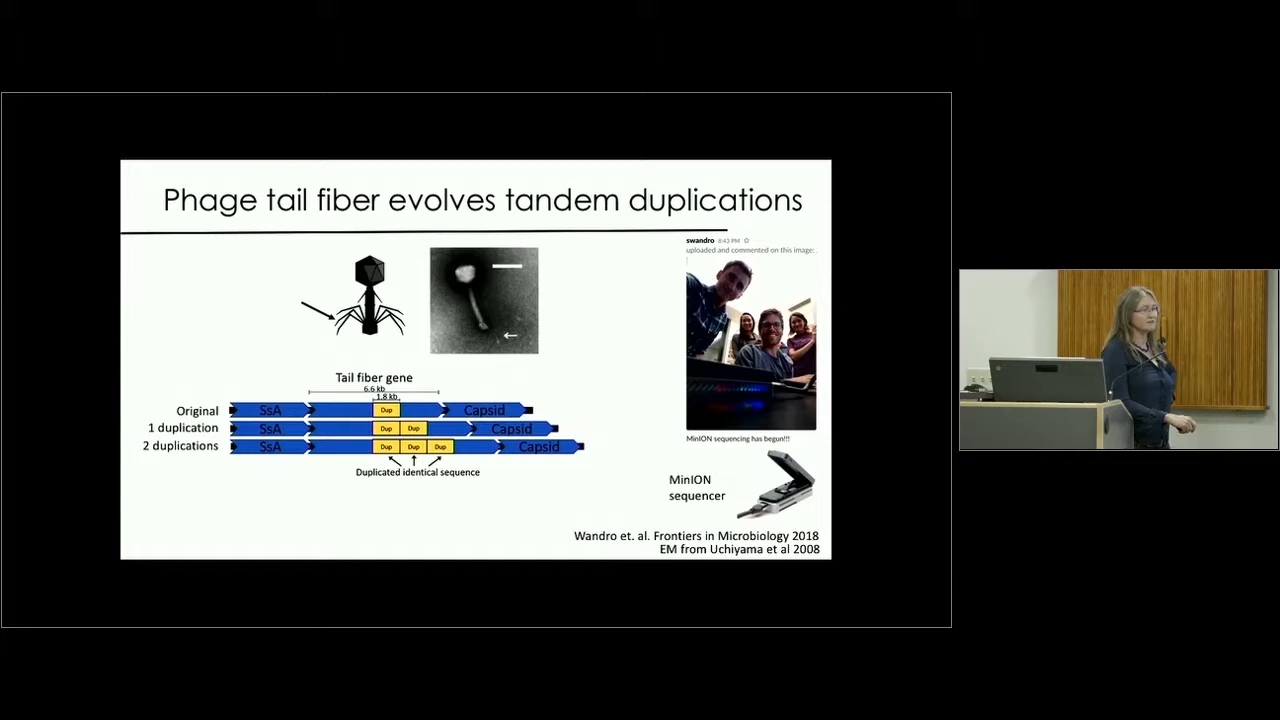 Phage tail fiber evolves tandem duplications
swandro 8:43 PM
uploaded and commented on this image:
Tail fiber gene
6.6 kb
1.8 kb
Original SsA Dup Capsid
1 duplication SsA Dup Dup Capsid
2 duplications SsA Dup Dup Dup Capsid
Duplicated identical sequence
MinION sequencing has begun!!!
MinION
sequencer
Wandro et. al. Frontiers in Microbiology 2018
EM from Uchiyama et al 2008